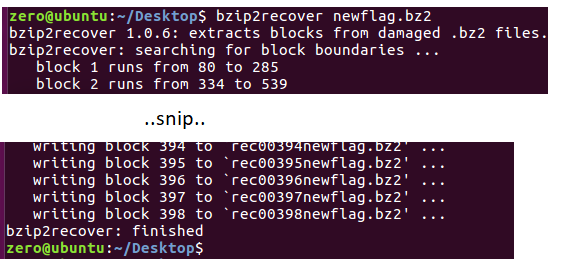 zero@ubuntu:~/Desktop$ bzip2recover newflag.bz2
bzip2recover 1.0.6: extracts blocks from damaged .bz2 files.
bzip2recover: searching for block boundaries ...
   block 1 runs from 80 to 285
   block 2 runs from 334 to 539
..snip..
   writing block 394 to `rec00394newflag.bz2' ...
   writing block 395 to `rec00395newflag.bz2' ...
   writing block 396 to `rec00396newflag.bz2' ...
   writing block 397 to `rec00397newflag.bz2' ...
   writing block 398 to `rec00398newflag.bz2' ...
bzip2recover: finished
zero@ubuntu:~/Desktop$